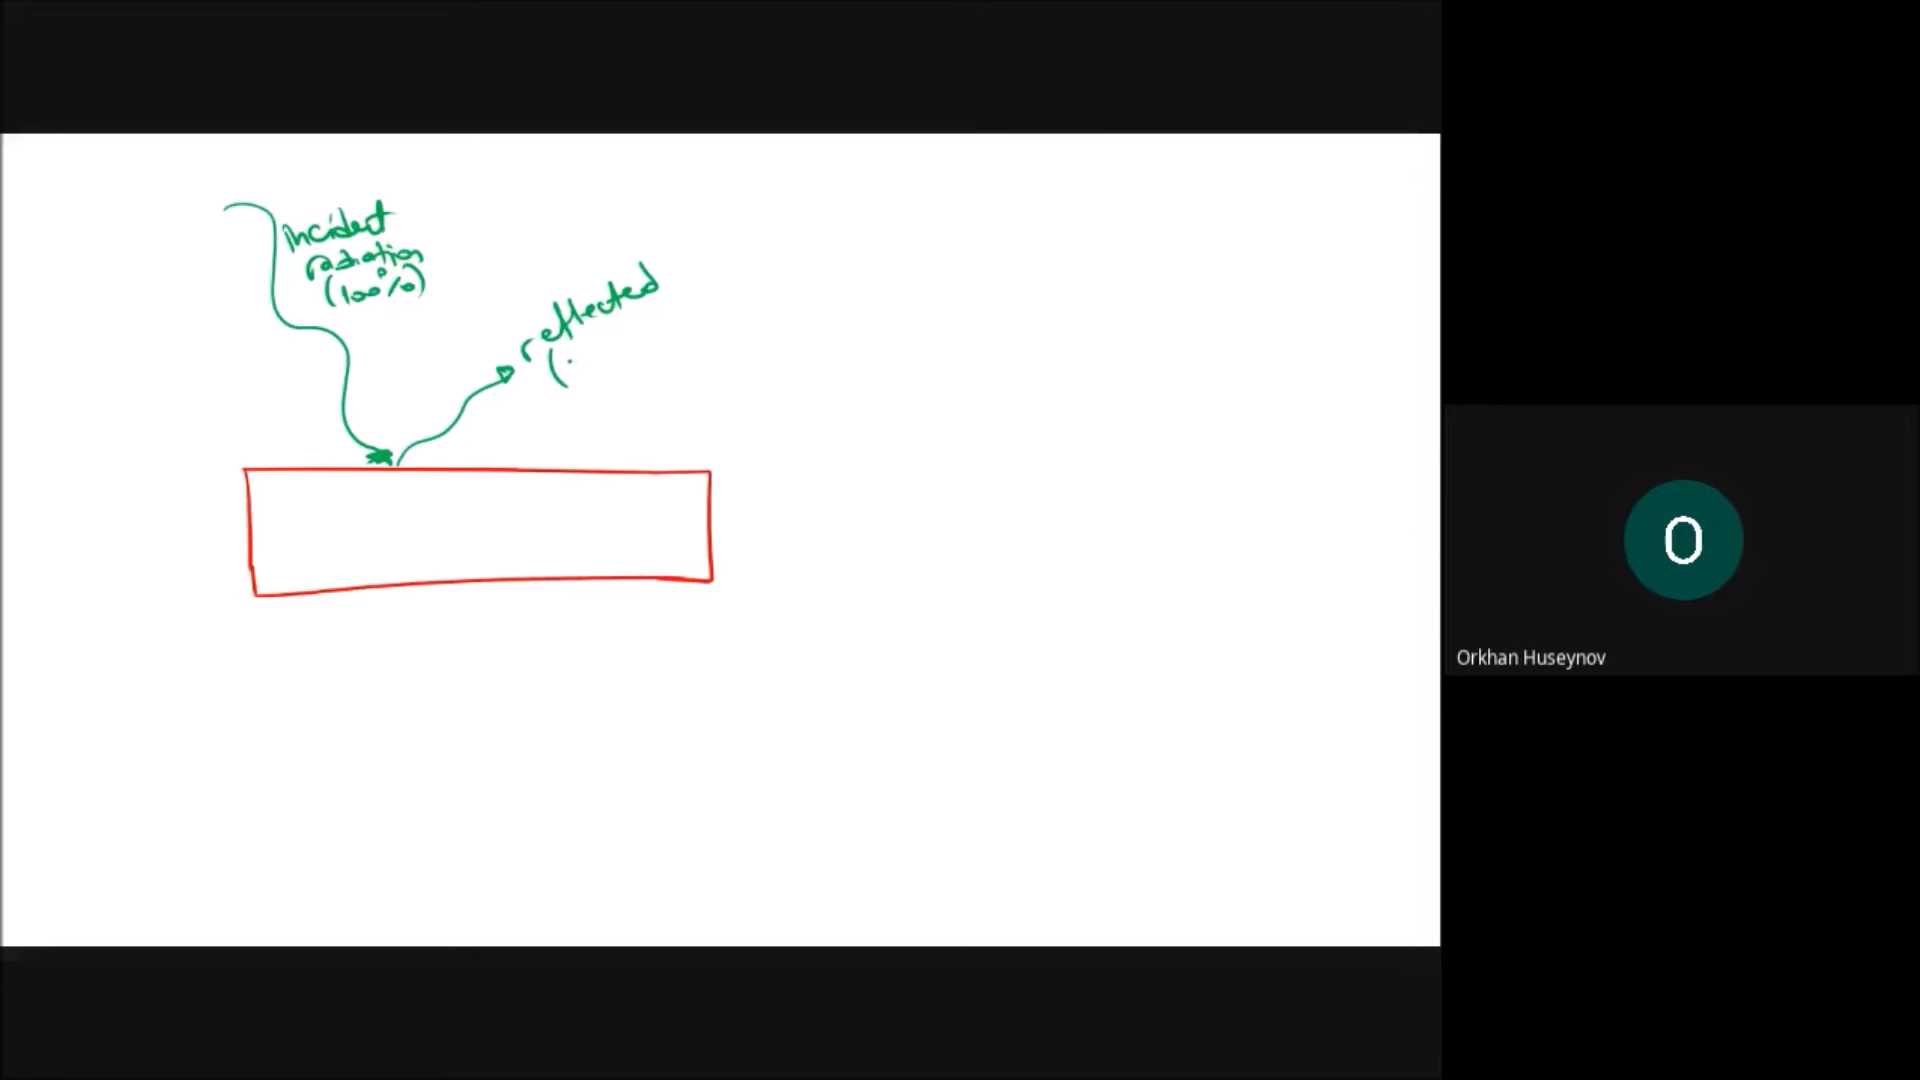 incident
radiation
(100%)
reflected
(.
O
Orkhan Huseynov